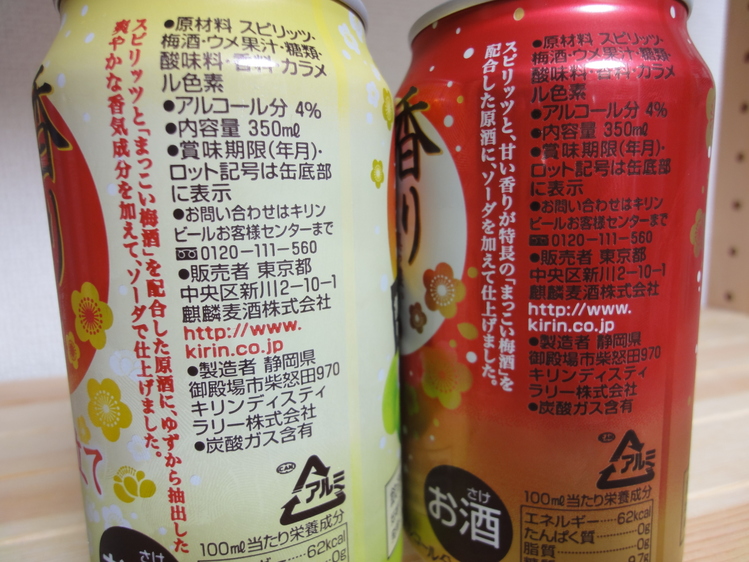 香り
スピリッツと「まっこい梅酒」を配合した原酒に、ゆずから抽出した
爽やかな香気成分を加えて、ソーダで仕上げました。
●原材料 スピリッツ・
梅酒・ウメ果汁・糖類・
酸味料・香料・カラメ
ル色素
●アルコール分 4%
●内容量 350mℓ
●賞味期限(年月)・
ロット記号は缶底部
に表示
●お問い合わせはキリン
ビールお客様センターまで
0120-111-560
●販売者 東京都
中央区新川2-10-1
麒麟麦酒株式会社
http://www.
kirin.co.jp
●製造者 静岡県
御殿場市柴怒田970
キリンディスティ
ラリー株式会社
●炭酸ガス含有
アルミ
さけ
100mℓ当たり栄養成分
62kcal
0g
香り
スピリッツと、甘い香りが特長の「まっこい梅酒」を
配合した原酒に、ソーダを加えて仕上げました。
●原材料 スピリッツ・
梅酒・ウメ果汁・糖類・
酸味料・香料・カラメ
ル色素
●アルコール分 4%
●内容量 350mℓ
●賞味期限(年月)・
ロット記号は缶底部
に表示
●お問い合わせはキリン
ビールお客様センターまで
0120-111-560
●販売者 東京都
中央区新川2-10-1
麒麟麦酒株式会社
http://www.
kirin.co.jp
●製造者 静岡県
御殿場市柴怒田970
キリンディスティ
ラリー株式会社
●炭酸ガス含有
アルミ
さけ
お酒
100mℓ当たり栄養成分
エネルギー 62kcal
たんぱく質 0g
脂質 0g